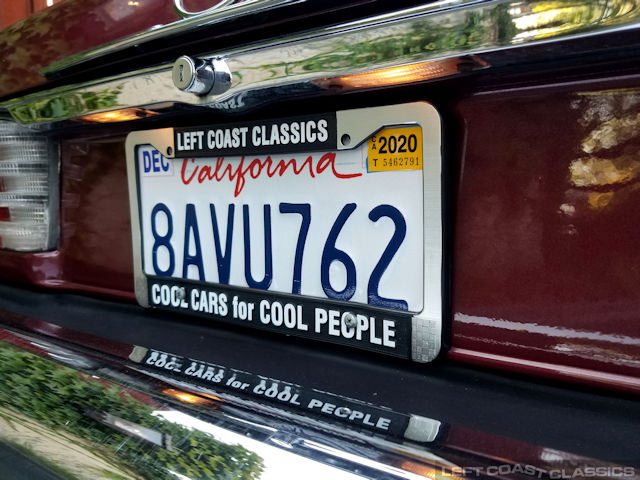 LEFT COAST CLASSICS
DEC
California
CA T 2020
5462791
8AVU762
COOL CARS for COOL PEOPLE
COOL CARS for COOL PEOPLE
LEFT COAST CLASSICS